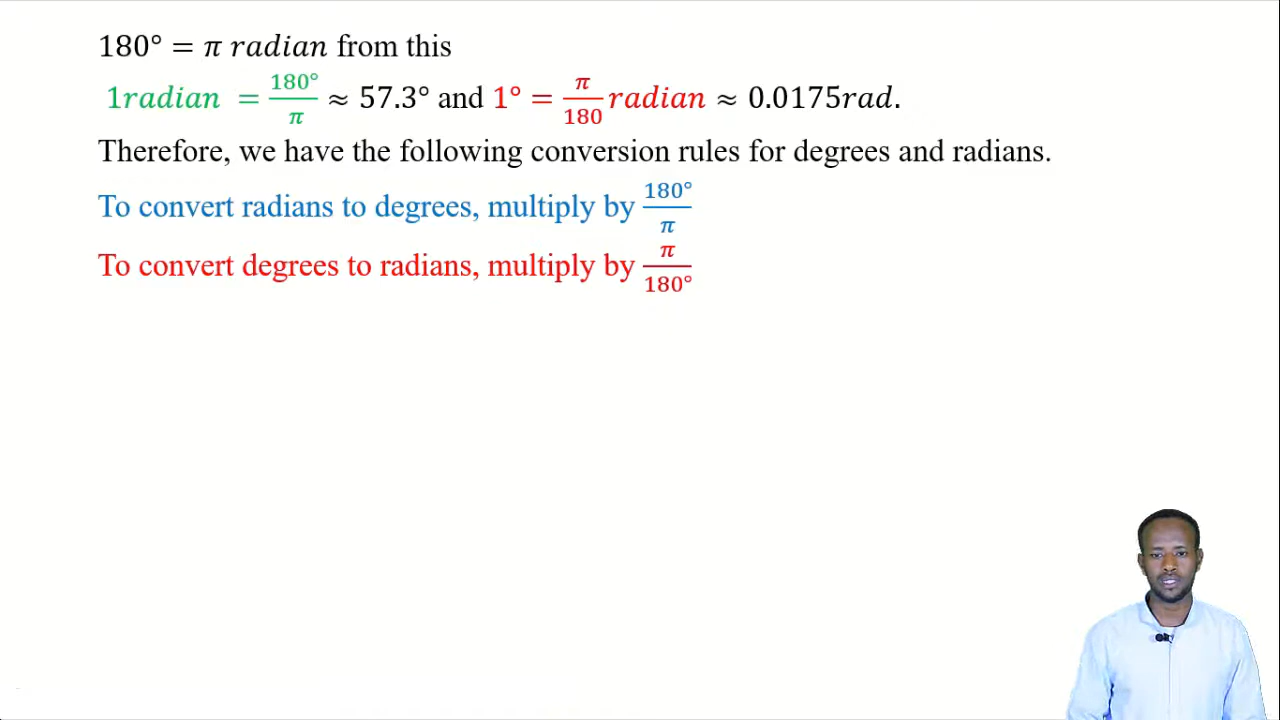 180° = π radian from this
1radian = 180°/π ≈ 57.3° and 1° = π/180 radian ≈ 0.0175rad.
Therefore, we have the following conversion rules for degrees and radians.
To convert radians to degrees, multiply by 180°/π
To convert degrees to radians, multiply by π/180°